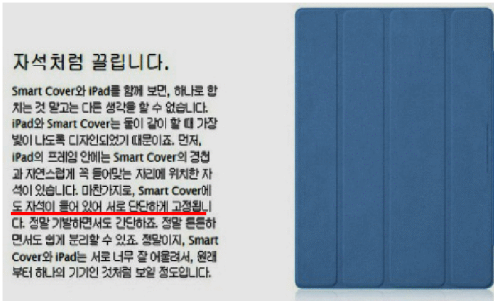 자석처럼 끌립니다.
Smart Cover와 iPad를 함께 보면, 하나로 합
치는 것 말고는 다른 생각을 할 수 없습니다.
iPad와 Smart Cover는 둘이 같이 할 때 가장
빛이 나도록 디자인되었기 때문이죠. 먼저,
iPad의 프레임 안에는 Smart Cover의 경첩
과 자연스럽게 꼭 들어맞는 자리에 위치한 자
석이 있습니다. 마찬가지로, Smart Cover에
도 자석이 들어 있어 서로 단단하게 고정됩니
다. 정말 기발하면서도 간단하죠. 정말 튼튼하
면서도 쉽게 분리할 수 있죠. 정말이지, Smart
Cover와 iPad는 서로 너무 잘 어울려서, 원래
부터 하나의 기기인 것처럼 보일 정도입니다.